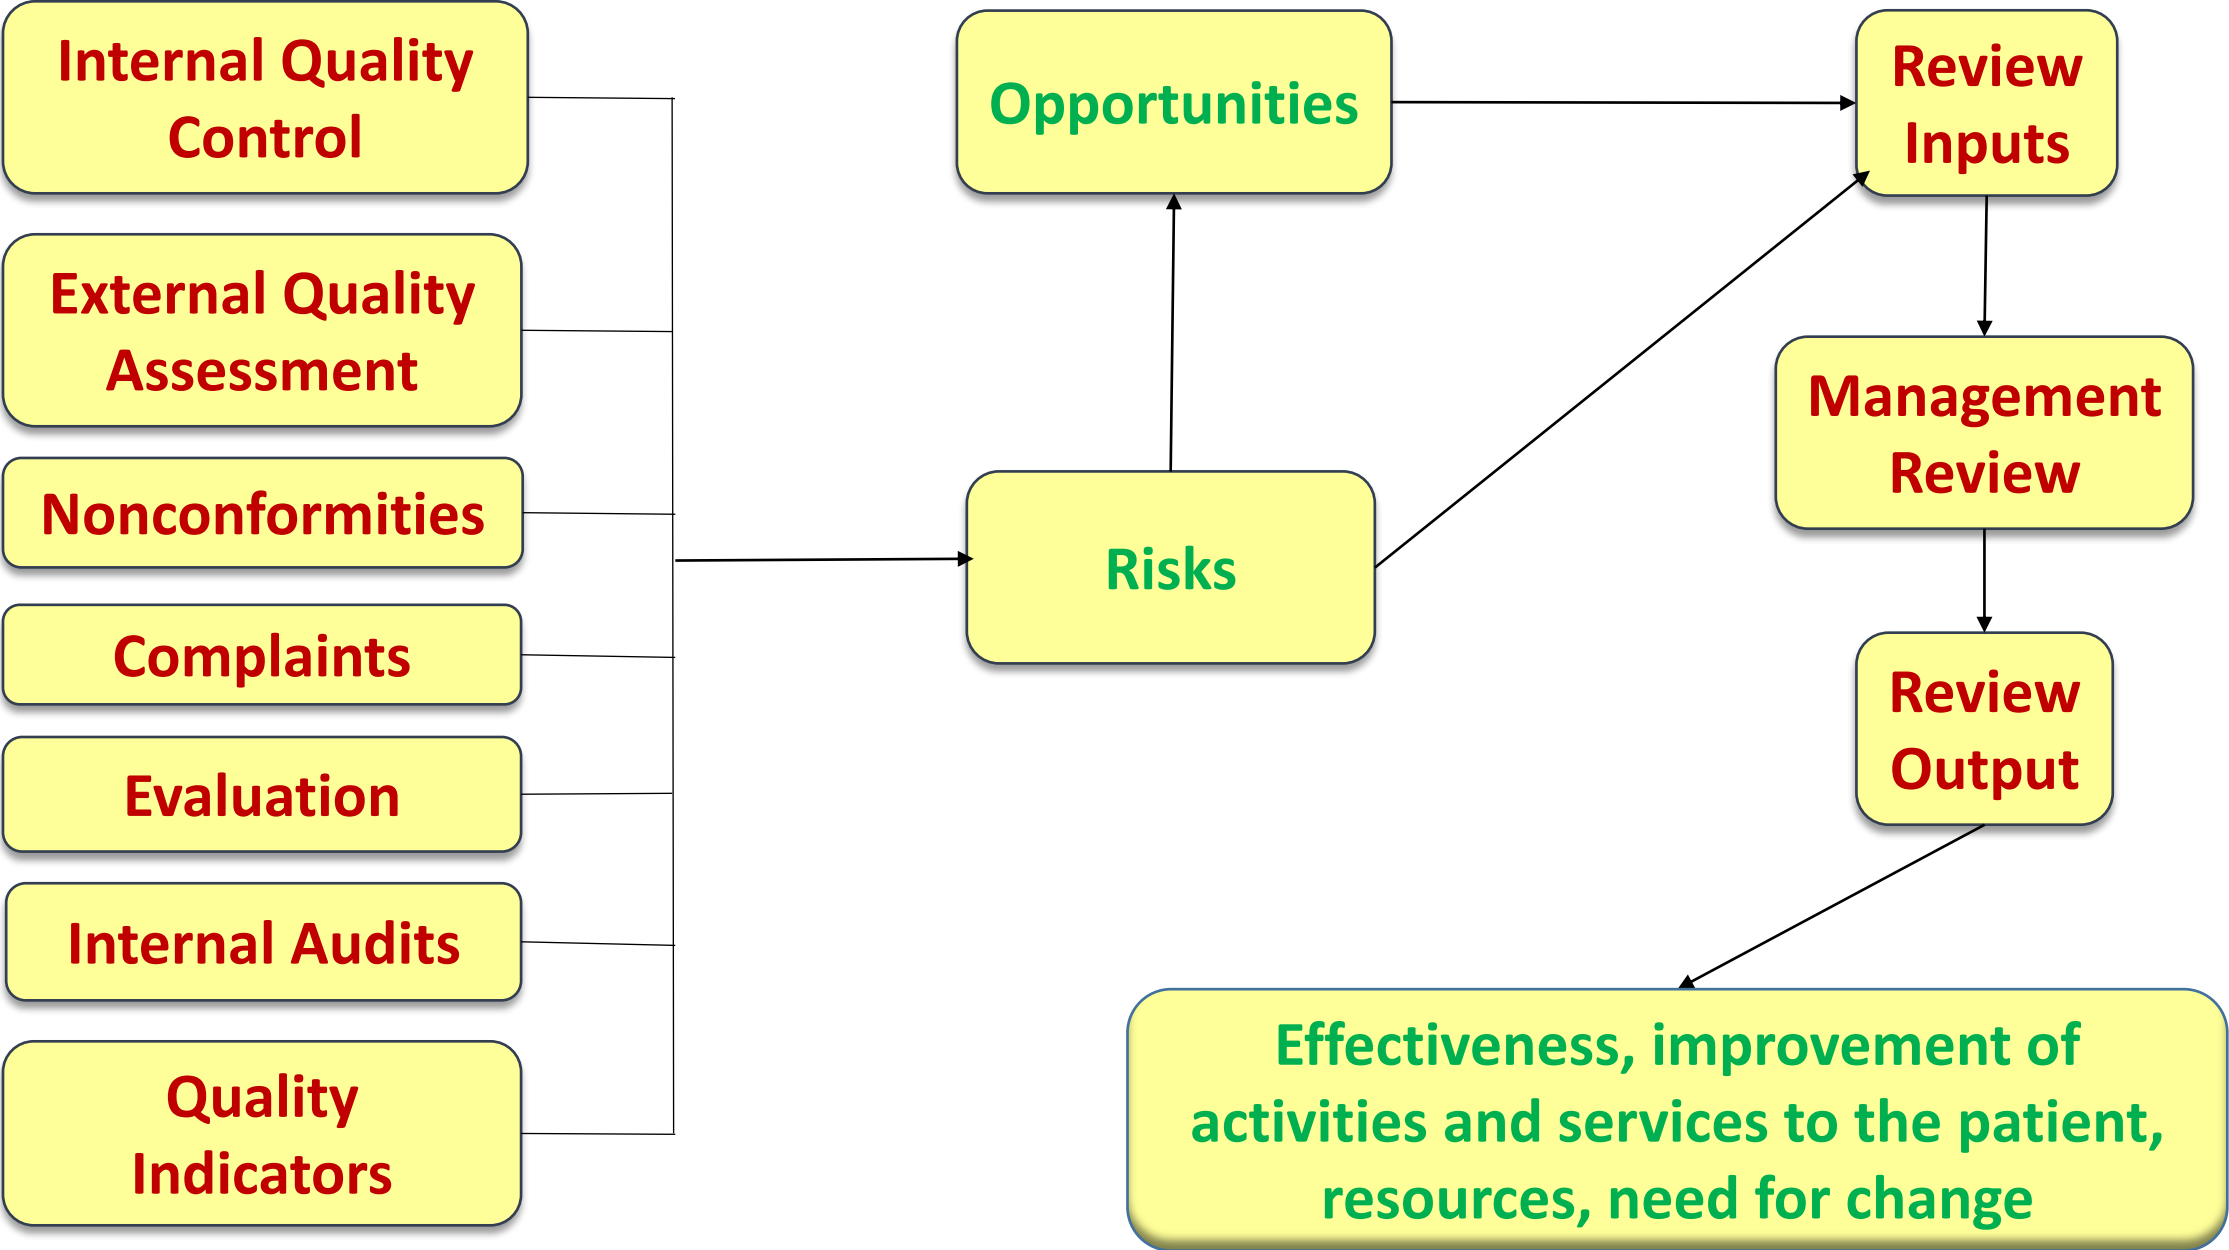 Internal Quality
Control
External Quality
Assessment
Nonconformities
Complaints
Evaluation
Internal Audits
Quality
Indicators
Opportunities
Risks
Review
Inputs
Management
Review
Review
Output
Effectiveness, improvement of
activities and services to the patient,
resources, need for change